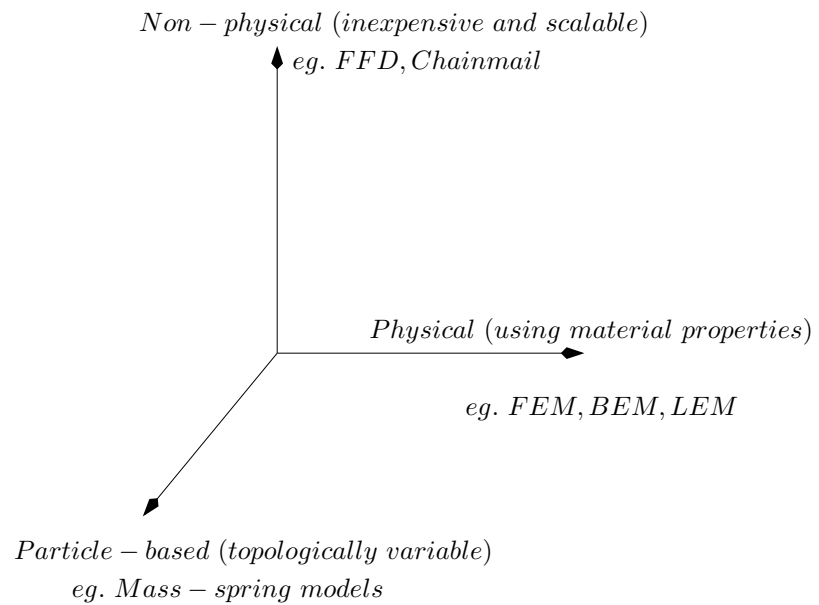 Non − physical (inexpensive and scalable)
eg. FFD, Chainmail
Physical (using material properties)
eg. FEM, BEM, LEM
Particle − based (topologically variable)
eg. Mass − spring models